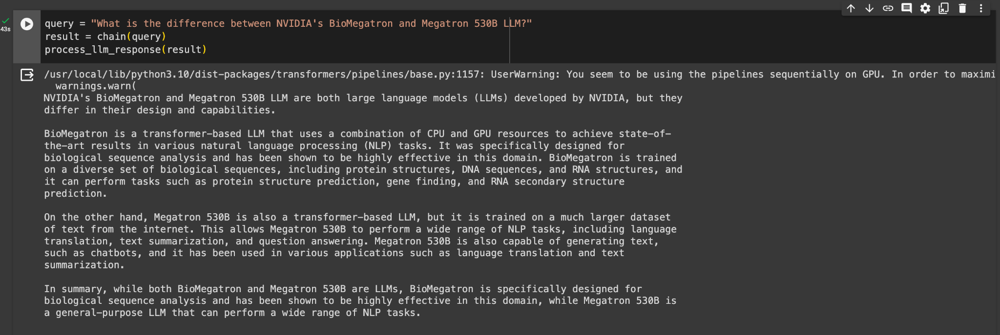 query = "What is the difference between NVIDIA's BioMegatron and Megatron 530B LLM?"
43s
result = chain(query)
process_llm_response(result)
/usr/local/lib/python3.10/dist-packages/transformers/pipelines/base.py:1157: UserWarning: You seem to be using the pipelines sequentially on GPU. In order to maximi
warnings.warn(
NVIDIA's BioMegatron and Megatron 530B LLM are both large language models (LLMs) developed by NVIDIA, but they
differ in their design and capabilities.
BioMegatron is a transformer-based LLM that uses a combination of CPU and GPU resources to achieve state-of-
the-art results in various natural language processing (NLP) tasks. It was specifically designed for
biological sequence analysis and has been shown to be highly effective in this domain. BioMegatron is trained
on a diverse set of biological sequences, including protein structures, DNA sequences, and RNA structures, and
it can perform tasks such as protein structure prediction, gene finding, and RNA secondary structure
prediction.
On the other hand, Megatron 530B is also a transformer-based LLM, but it is trained on a much larger dataset
of text from the internet. This allows Megatron 530B to perform a wide range of NLP tasks, including language
translation, text summarization, and question answering. Megatron 530B is also capable of generating text,
such as chatbots, and it has been used in various applications such as language translation and text
summarization.
In summary, while both BioMegatron and Megatron 530B are LLMs, BioMegatron is specifically designed for
biological sequence analysis and has been shown to be highly effective in this domain, while Megatron 530B is
a general-purpose LLM that can perform a wide range of NLP tasks.